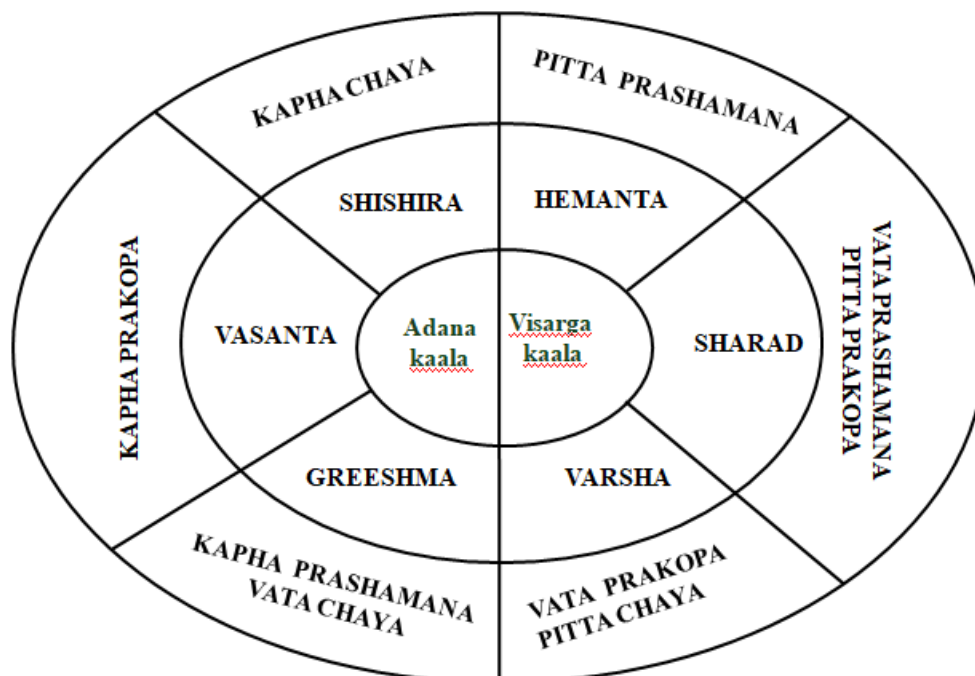 KAPHA CHAYA
PITTA PRASHAMANA
SHISHIRA
HEMANTA
KAPHA PRAKOPA
VASANTA
Adana
kaala
Visarga
kaala
SHARAD
VATA PRASHAMANA
PITTA PRAKOPA
GREESHMA
VARSHA
KAPHA PRASHAMANA
VATA CHAYA
VATA PRAKOPA
PITTA CHAYA